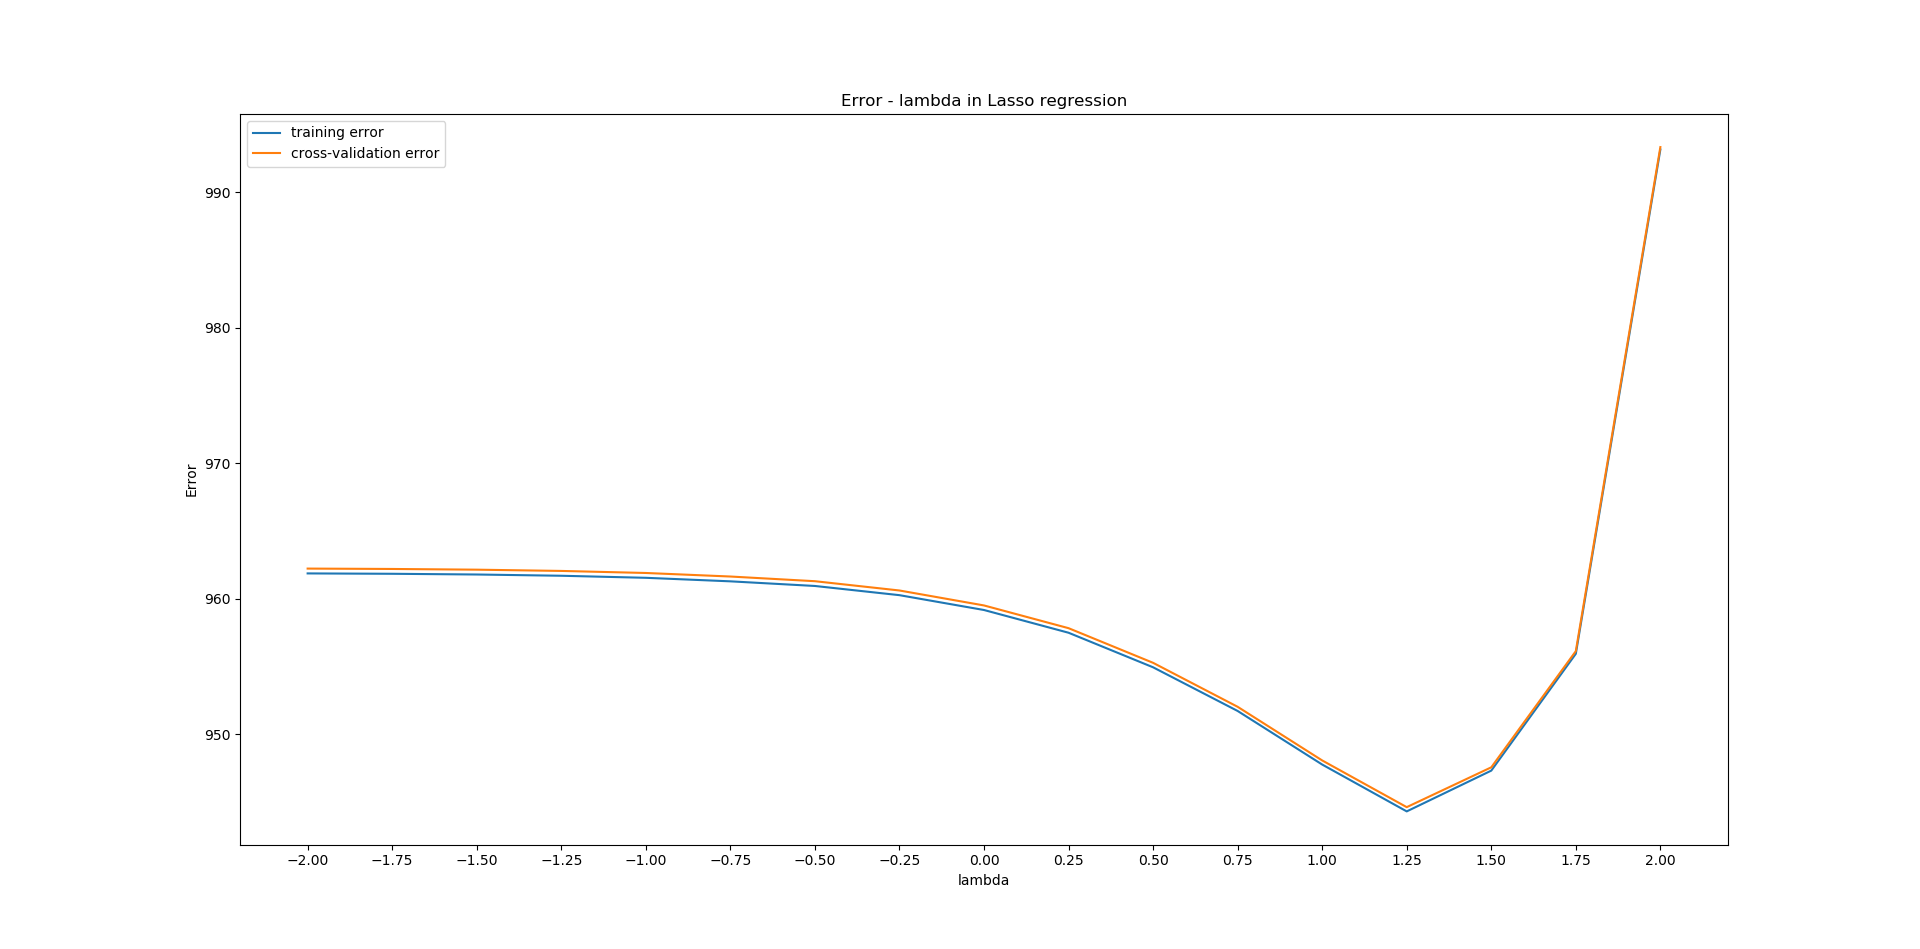 Error - lambda in Lasso regression
training error
cross-validation error
990
980
970
960
950
Error
−2.00 −1.75 −1.50 −1.25 −1.00 −0.75 −0.50 −0.25 0.00 0.25 0.50 0.75 1.00 1.25 1.50 1.75 2.00
lambda